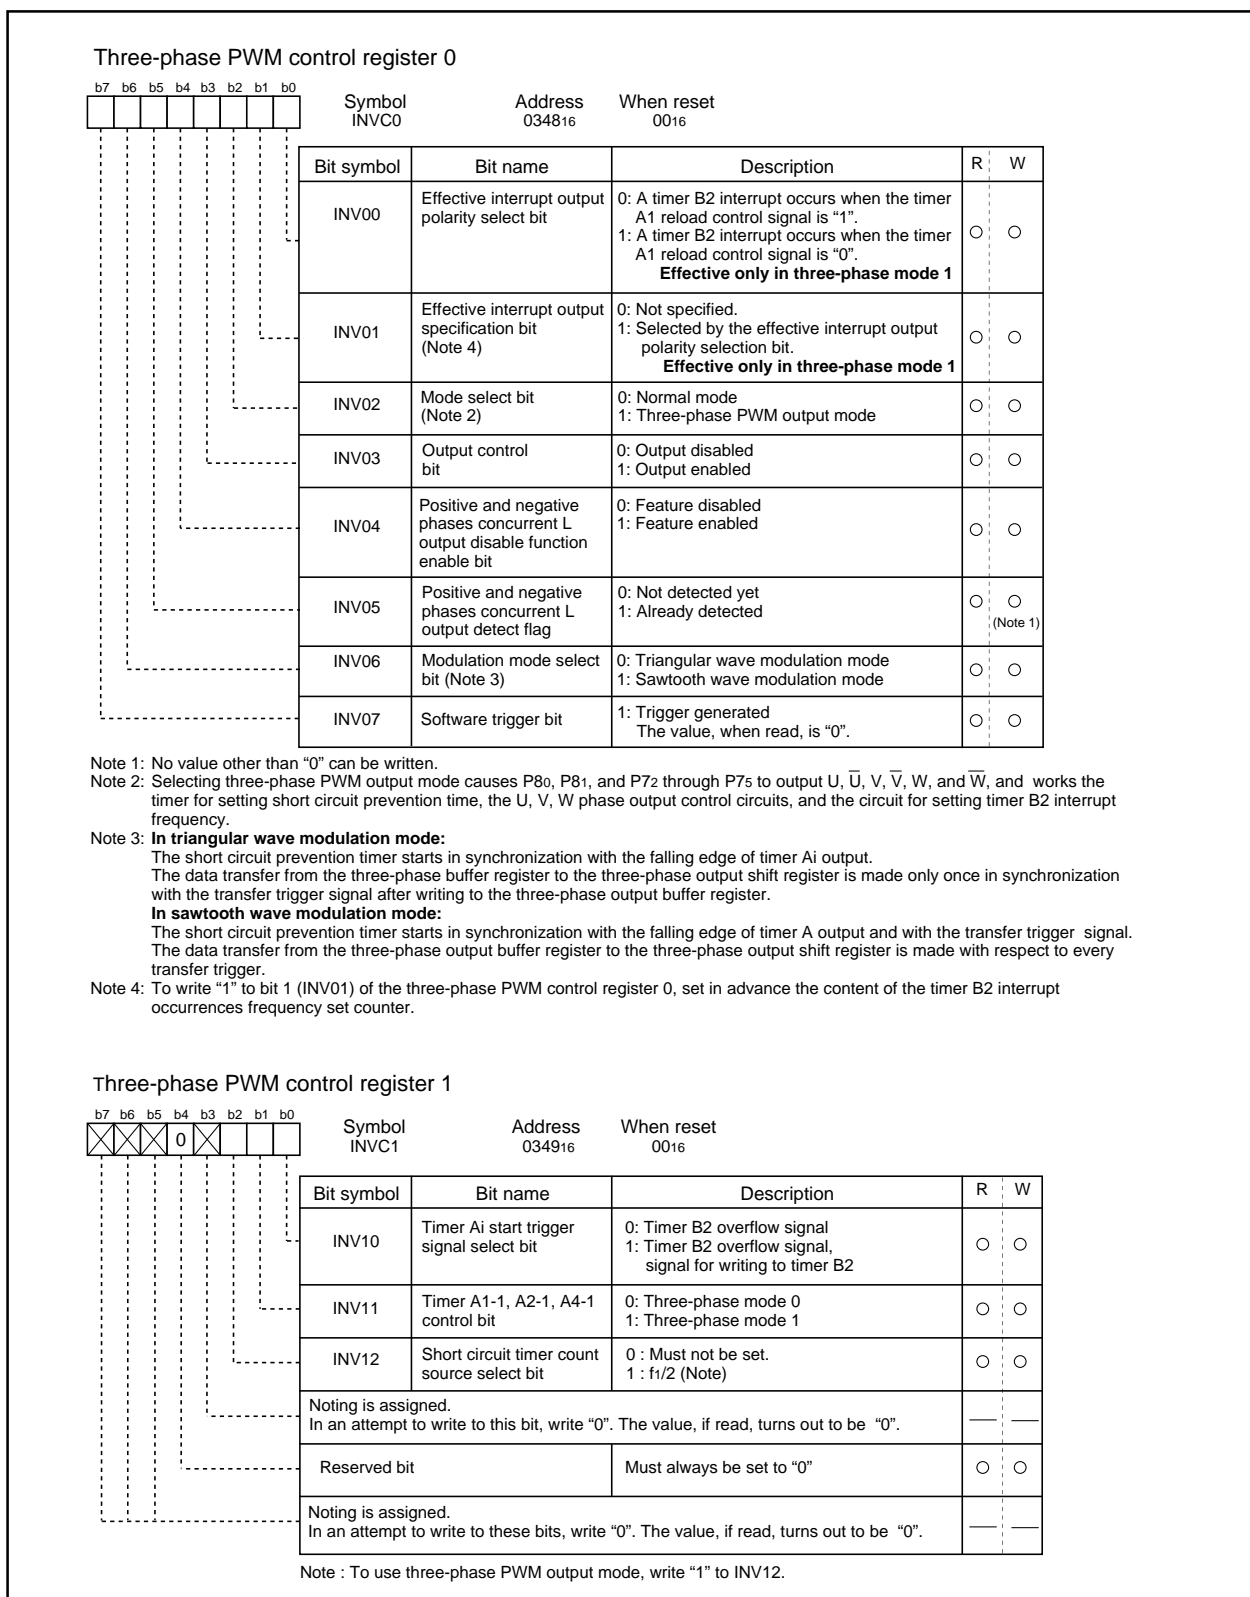 Three-phase PWM control register 0
b7 b6 b5 b4 b3 b2 b1 b0
Symbol Address When reset
INVC0 034816 0016
Bit symbol Bit name Description R W
INV00 Effective interrupt output polarity select bit 0: A timer B2 interrupt occurs when the timer
A1 reload control signal is “1”.
1: A timer B2 interrupt occurs when the timer
A1 reload control signal is “0”.
Effective only in three-phase mode 1
INV01 Effective interrupt output specification bit (Note 4) 0: Not specified.
1: Selected by the effective interrupt output
polarity selection bit.
Effective only in three-phase mode 1
INV02 Mode select bit (Note 2) 0: Normal mode
1: Three-phase PWM output mode
INV03 Output control bit 0: Output disabled
1: Output enabled
INV04 Positive and negative phases concurrent L output disable function enable bit 0: Feature disabled
1: Feature enabled
INV05 Positive and negative phases concurrent L output detect flag 0: Not detected yet
1: Already detected
(Note 1)
INV06 Modulation mode select bit (Note 3) 0: Triangular wave modulation mode
1: Sawtooth wave modulation mode
INV07 Software trigger bit 1: Trigger generated
The value, when read, is “0”.
Note 1: No value other than “0” can be written.
Note 2: Selecting three-phase PWM output mode causes P80, P81, and P72 through P75 to output U, U̅, V, V̅, W, and W̅, and works the
timer for setting short circuit prevention time, the U, V, W phase output control circuits, and the circuit for setting timer B2 interrupt
frequency.
Note 3: In triangular wave modulation mode:
The short circuit prevention timer starts in synchronization with the falling edge of timer Ai output.
The data transfer from the three-phase buffer register to the three-phase output shift register is made only once in synchronization
with the transfer trigger signal after writing to the three-phase output buffer register.
In sawtooth wave modulation mode:
The short circuit prevention timer starts in synchronization with the falling edge of timer A output and with the transfer trigger signal.
The data transfer from the three-phase output buffer register to the three-phase output shift register is made with respect to every
transfer trigger.
Note 4: To write “1” to bit 1 (INV01) of the three-phase PWM control register 0, set in advance the content of the timer B2 interrupt
occurrences frequency set counter.
Three-phase PWM control register 1
b7 b6 b5 b4 b3 b2 b1 b0
0
Symbol Address When reset
INVC1 034916 0016
Bit symbol Bit name Description R W
INV10 Timer Ai start trigger signal select bit 0: Timer B2 overflow signal
1: Timer B2 overflow signal,
signal for writing to timer B2
INV11 Timer A1-1, A2-1, A4-1 control bit 0: Three-phase mode 0
1: Three-phase mode 1
INV12 Short circuit timer count source select bit 0 : Must not be set.
1 : f1/2 (Note)
Noting is assigned.
In an attempt to write to this bit, write “0”. The value, if read, turns out to be “0”.
Reserved bit Must always be set to “0”
Noting is assigned.
In an attempt to write to these bits, write “0”. The value, if read, turns out to be “0”.
Note : To use three-phase PWM output mode, write “1” to INV12.